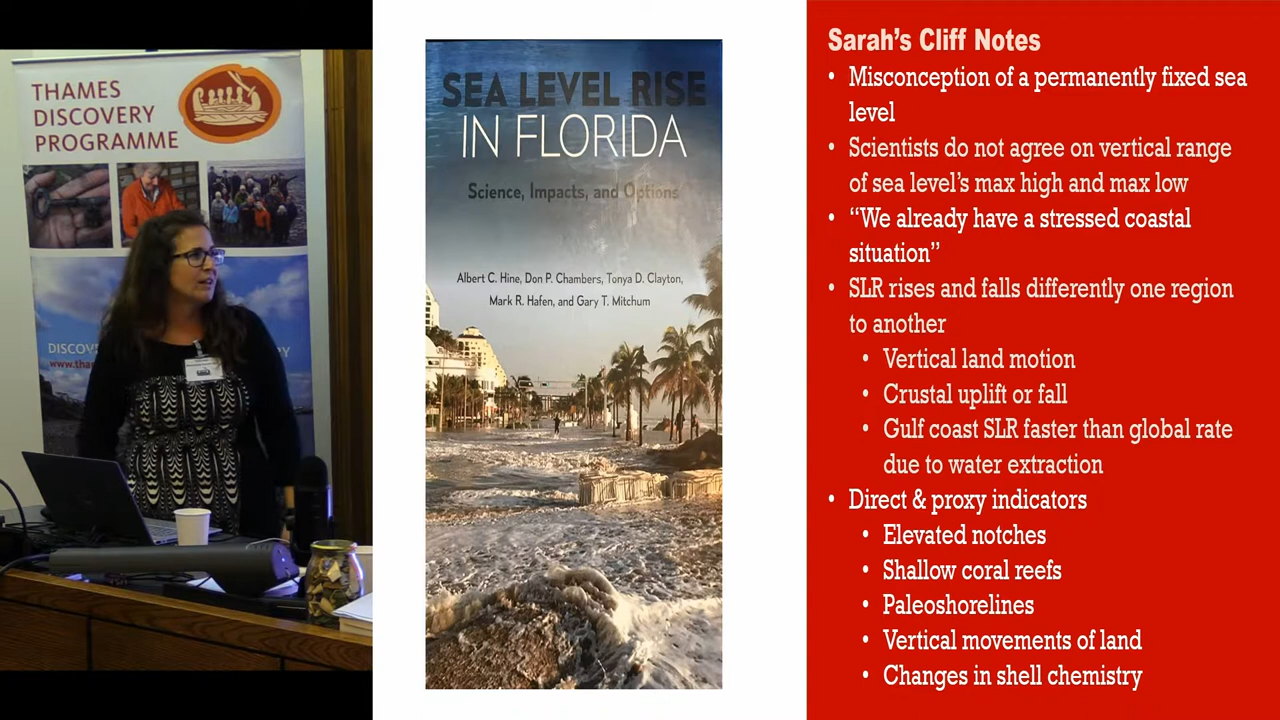 THAMES
DISCOVERY
PROGRAMME
SEA LEVEL RISE
IN FLORIDA
Science, Impacts, and Options
Albert C. Hine, Don P. Chambers, Tonya D. Clayton,
Mark R. Hafen, and Gary T. Mitchum
Sarah's Cliff Notes
• Misconception of a permanently fixed sea
level
• Scientists do not agree on vertical range
of sea level's max high and max low
• “We already have a stressed coastal
situation”
• SLR rises and falls differently one region
to another
• Vertical land motion
• Crustal uplift or fall
• Gulf coast SLR faster than global rate
due to water extraction
• Direct & proxy indicators
• Elevated notches
• Shallow coral reefs
• Paleoshorelines
• Vertical movements of land
• Changes in shell chemistry